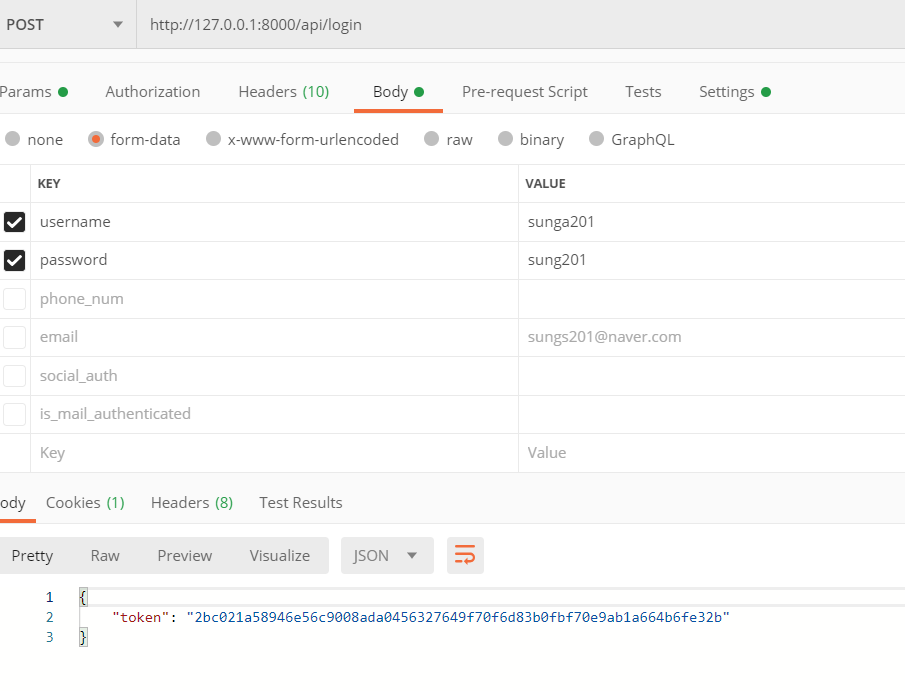 POST http://127.0.0.1:8000/api/login
Params Authorization Headers (10) Body Pre-request Script Tests Settings
none form-data x-www-form-urlencoded raw binary GraphQL
KEY VALUE
username sunga201
password sung201
phone_num
email sungs201@naver.com
social_auth
is_mail_authenticated
Key Value
ody Cookies (1) Headers (8) Test Results
Pretty Raw Preview Visualize JSON
1 {
2 "token": "2bc021a58946e56c9008ada0456327649f70f6d83b0fbf70e9ab1a664b6fe32b"
3 }